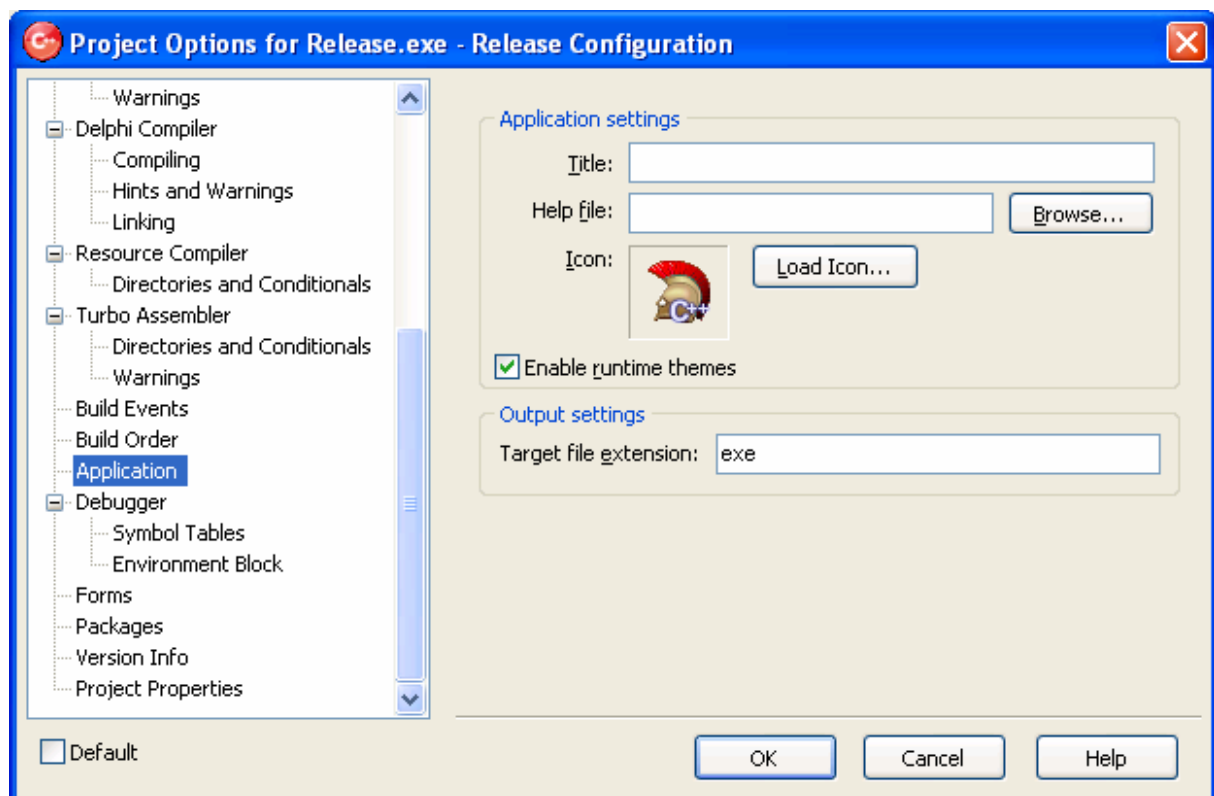 Project Options for Release.exe - Release Configuration
Warnings
Delphi Compiler
Compiling
Hints and Warnings
Linking
Resource Compiler
Directories and Conditionals
Turbo Assembler
Directories and Conditionals
Warnings
Build Events
Build Order
Application
Debugger
Symbol Tables
Environment Block
Forms
Packages
Version Info
Project Properties
Application settings
Title:
Help file:
Browse...
Icon:
C++
Load Icon...
Enable runtime themes
Output settings
Target file extension: exe
Default
OK
Cancel
Help